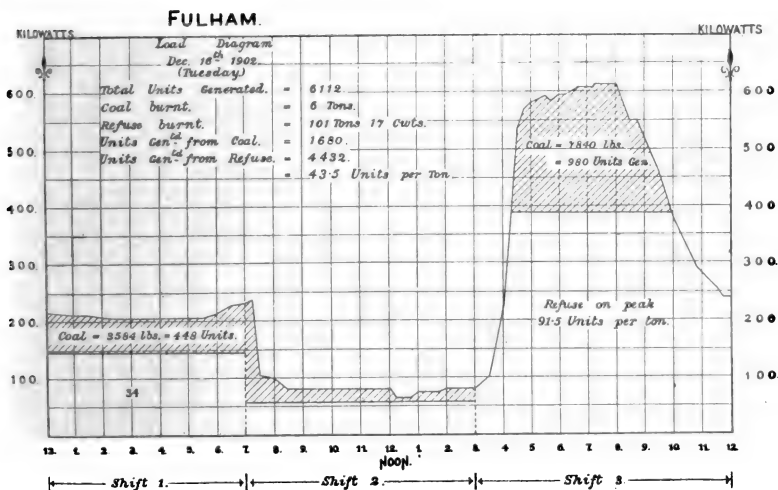 FULHAM.
KILOWATTS
KILOWATTS
Load Diagram
Dec. 16th 1902.
(Tuesday)
Total Units Generated. = 6112.
Coal burnt. = 6 Tons.
Refuse burnt. = 101 Tons 17 Cwts.
Units Gen.td from Coal. = 1680.
Units Gen.td from Refuse. = 4432.
= 43.5 Units per Ton
600. 600.
500. 500.
400. 400.
300. 300.
200. 200.
100. 100.
Coal = 7840 lbs.
= 980 Units Gen.
Refuse on peak
91.5 Units per ton.
Coal = 3584 lbs. = 448 Units.
34
12. 1. 2. 3. 4. 5. 6. 7. 8. 9. 10. 11. 12. 1. 2. 3. 4 5. 6. 7. 8. 9. 10. 11. 12.
NOON.
Shift 1. Shift 2. Shift 3.